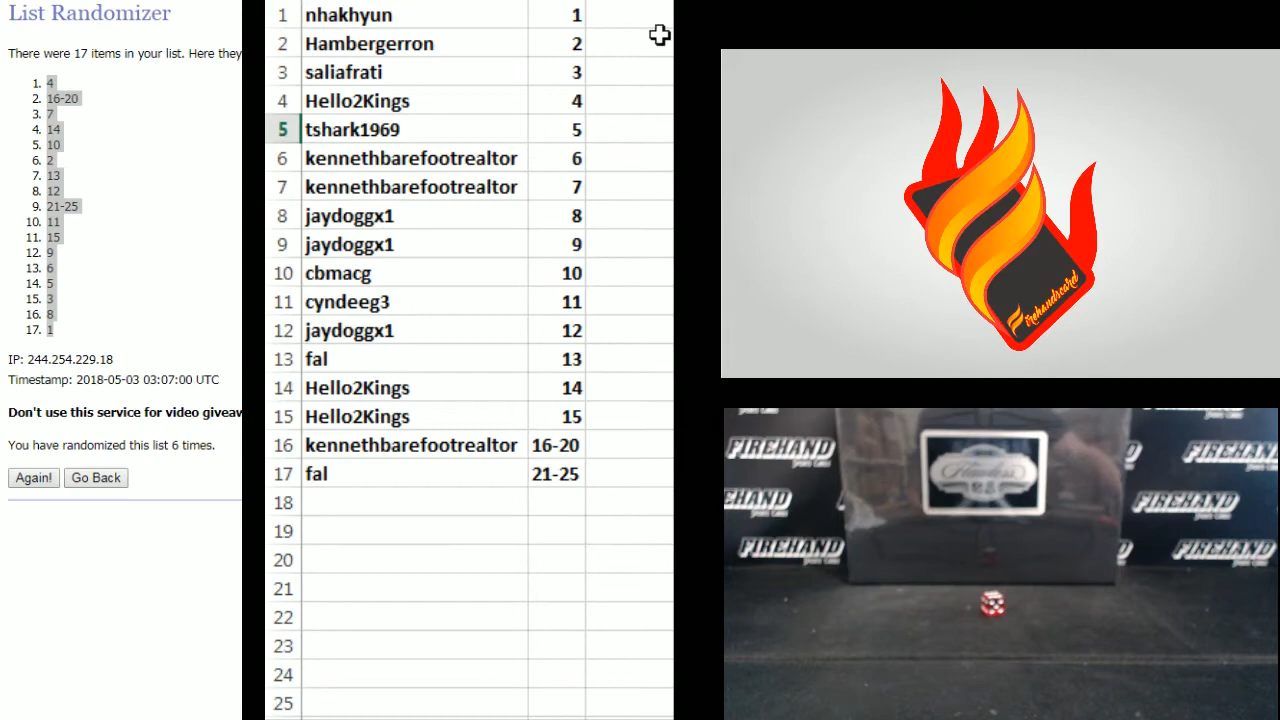 List Randomizer
There were 17 items in your list. Here they
1. 4
2. 16-20
3. 7
4. 14
5. 10
6. 2
7. 13
8. 12
9. 21-25
10. 11
11. 15
12. 9
13. 6
14. 5
15. 3
16. 8
17. 1
IP: 244.254.229.18
Timestamp: 2018-05-03 03:07:00 UTC
Don't use this service for video giveaw
You have randomized this list 6 times.
Again! Go Back
1 nhakhyun 1
2 Hambergerron 2
3 saliafrati 3
4 Hello2Kings 4
5 tshark1969 5
6 kennethbarefootrealtor 6
7 kennethbarefootrealtor 7
8 jaydoggx1 8
9 jaydoggx1 9
10 cbmacg 10
11 cyndeeg3 11
12 jaydoggx1 12
13 fal 13
14 Hello2Kings 14
15 Hello2Kings 15
16 kennethbarefootrealtor 16-20
17 fal 21-25
18
19
20
21
22
23
24
25
irehandscard
FIREHAND
FIREHAND
FIREHAND
FIREHAND
FIREHAND
FIREHAND
Flawless